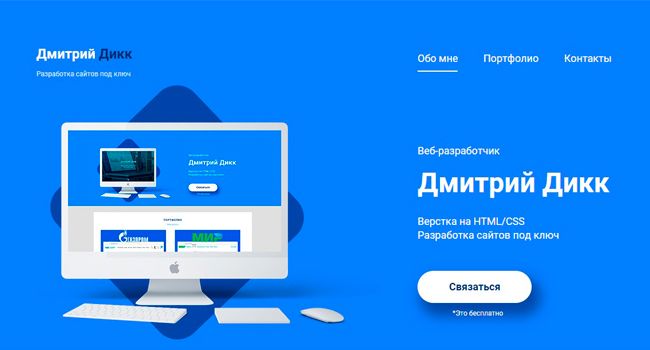 Дмитрий Дикк
Разработка сайтов под ключ
Обо мне
Портфолио
Контакты
Дмитрий Дикк
Связаться
ПОРТФОЛИО
ГАЗПРОМ
МИР
Веб-разработчик
Дмитрий Дикк
Верстка на HTML/CSS
Разработка сайтов под ключ
Связаться
*Это бесплатно